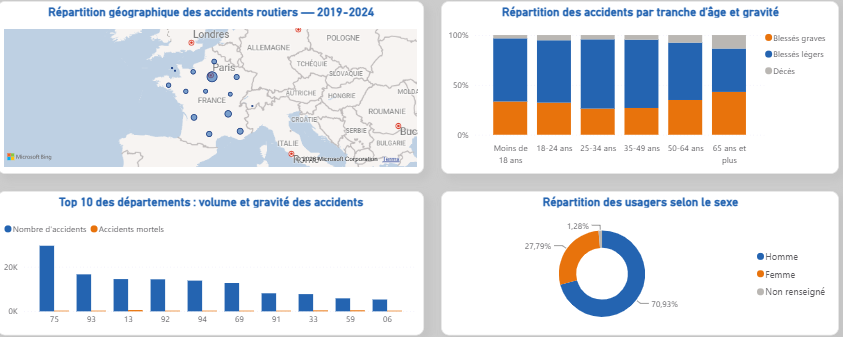 Répartition géographique des accidents routiers — 2019-2024
Londres
POLOGNE
ALLEMAGNE
Paris
TCHÉQUIE
SLOVAQUIE
AUTRICHE
HONGRIE
MOLDA
FRANCE
ROUMANIE
CROATIE
Buc
SERBIE
ITALIE
BULGARIE
Microsoft Bing
Microsoft Corporation
Terms
Répartition des accidents par tranche d'âge et gravité
100%
50%
0%
Moins de 18 ans
18-24 ans
25-34 ans
35-49 ans
50-64 ans
65 ans et plus
Blessés graves
Blessés légers
Décès
Top 10 des départements : volume et gravité des accidents
Nombre d'accidents
Accidents mortels
20K
0K
75
93
13
92
94
69
91
33
59
06
Répartition des usagers selon le sexe
1,28%
27,79%
70,93%
Homme
Femme
Non renseigné